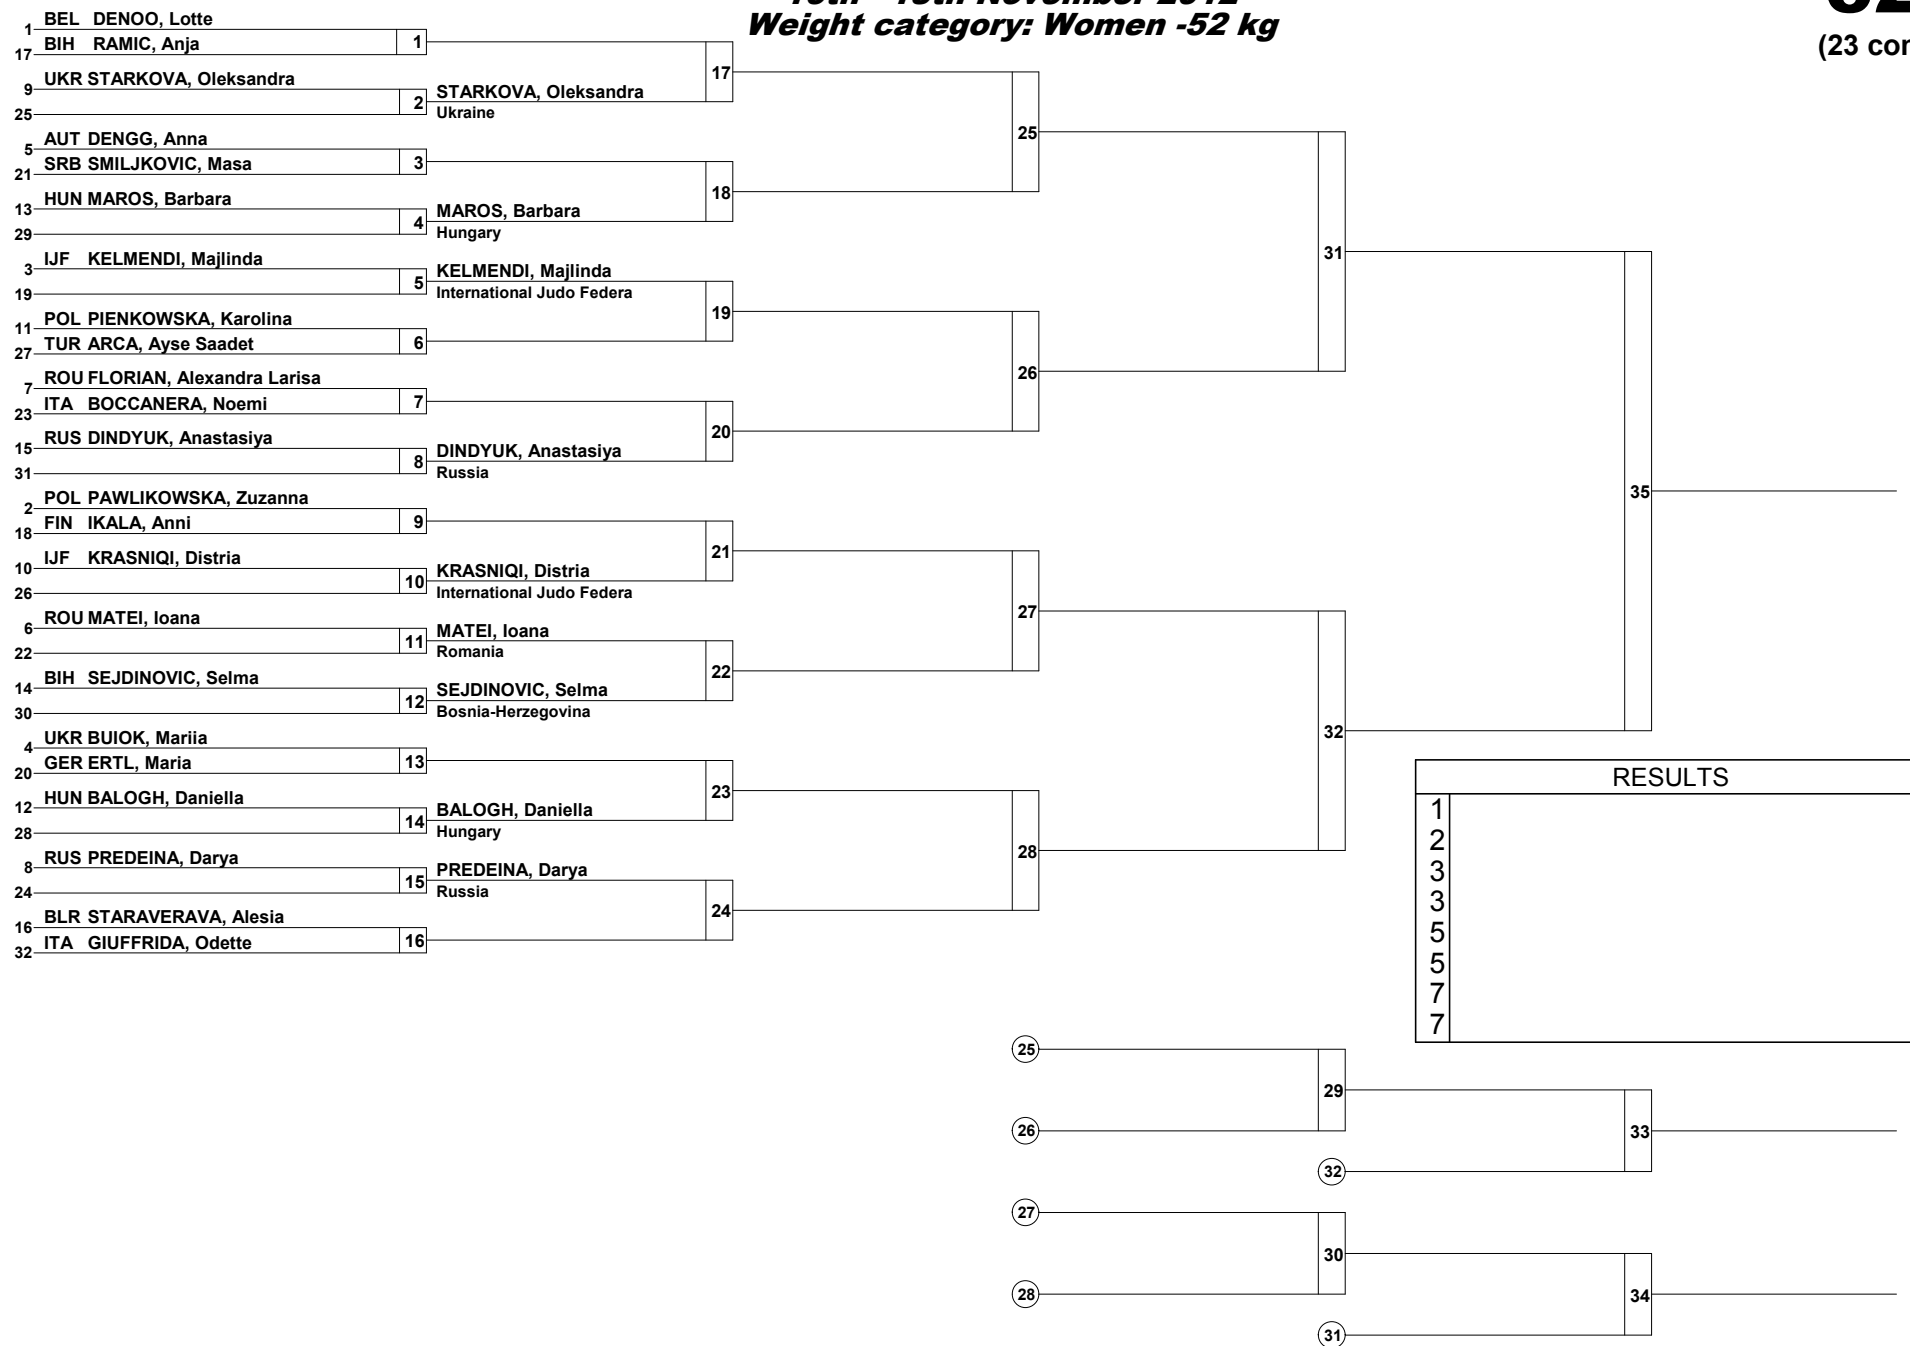 Weight category: Women -52 kg
(23 con
1 BEL DENOO, Lotte
17 BIH RAMIC, Anja
1
9 UKR STARKOVA, Oleksandra
25
2 STARKOVA, Oleksandra
Ukraine
17
5 AUT DENGG, Anna
21 SRB SMILJKOVIC, Masa
3
13 HUN MAROS, Barbara
29
4 MAROS, Barbara
Hungary
18
25
3 IJF KELMENDI, Majlinda
19
5 KELMENDI, Majlinda
International Judo Federa
11 POL PIENKOWSKA, Karolina
27 TUR ARCA, Ayse Saadet
6
19
7 ROU FLORIAN, Alexandra Larisa
23 ITA BOCCANERA, Noemi
7
15 RUS DINDYUK, Anastasiya
31
8 DINDYUK, Anastasiya
Russia
20
26
31
2 POL PAWLIKOWSKA, Zuzanna
18 FIN IKALA, Anni
9
10 IJF KRASNIQI, Distria
26
10 KRASNIQI, Distria
International Judo Federa
21
6 ROU MATEI, Ioana
22
11 MATEI, Ioana
Romania
14 BIH SEJDINOVIC, Selma
30
12 SEJDINOVIC, Selma
Bosnia-Herzegovina
22
27
4 UKR BUIOK, Mariia
20 GER ERTL, Maria
13
12 HUN BALOGH, Daniella
28
14 BALOGH, Daniella
Hungary
23
8 RUS PREDEINA, Darya
24
15 PREDEINA, Darya
Russia
16 BLR STARAVERAVA, Alesia
32 ITA GIUFFRIDA, Odette
16
24
28
32
35
RESULTS
1
2
3
3
5
5
7
7
25
29
26
33
32
27
30
28
34
31